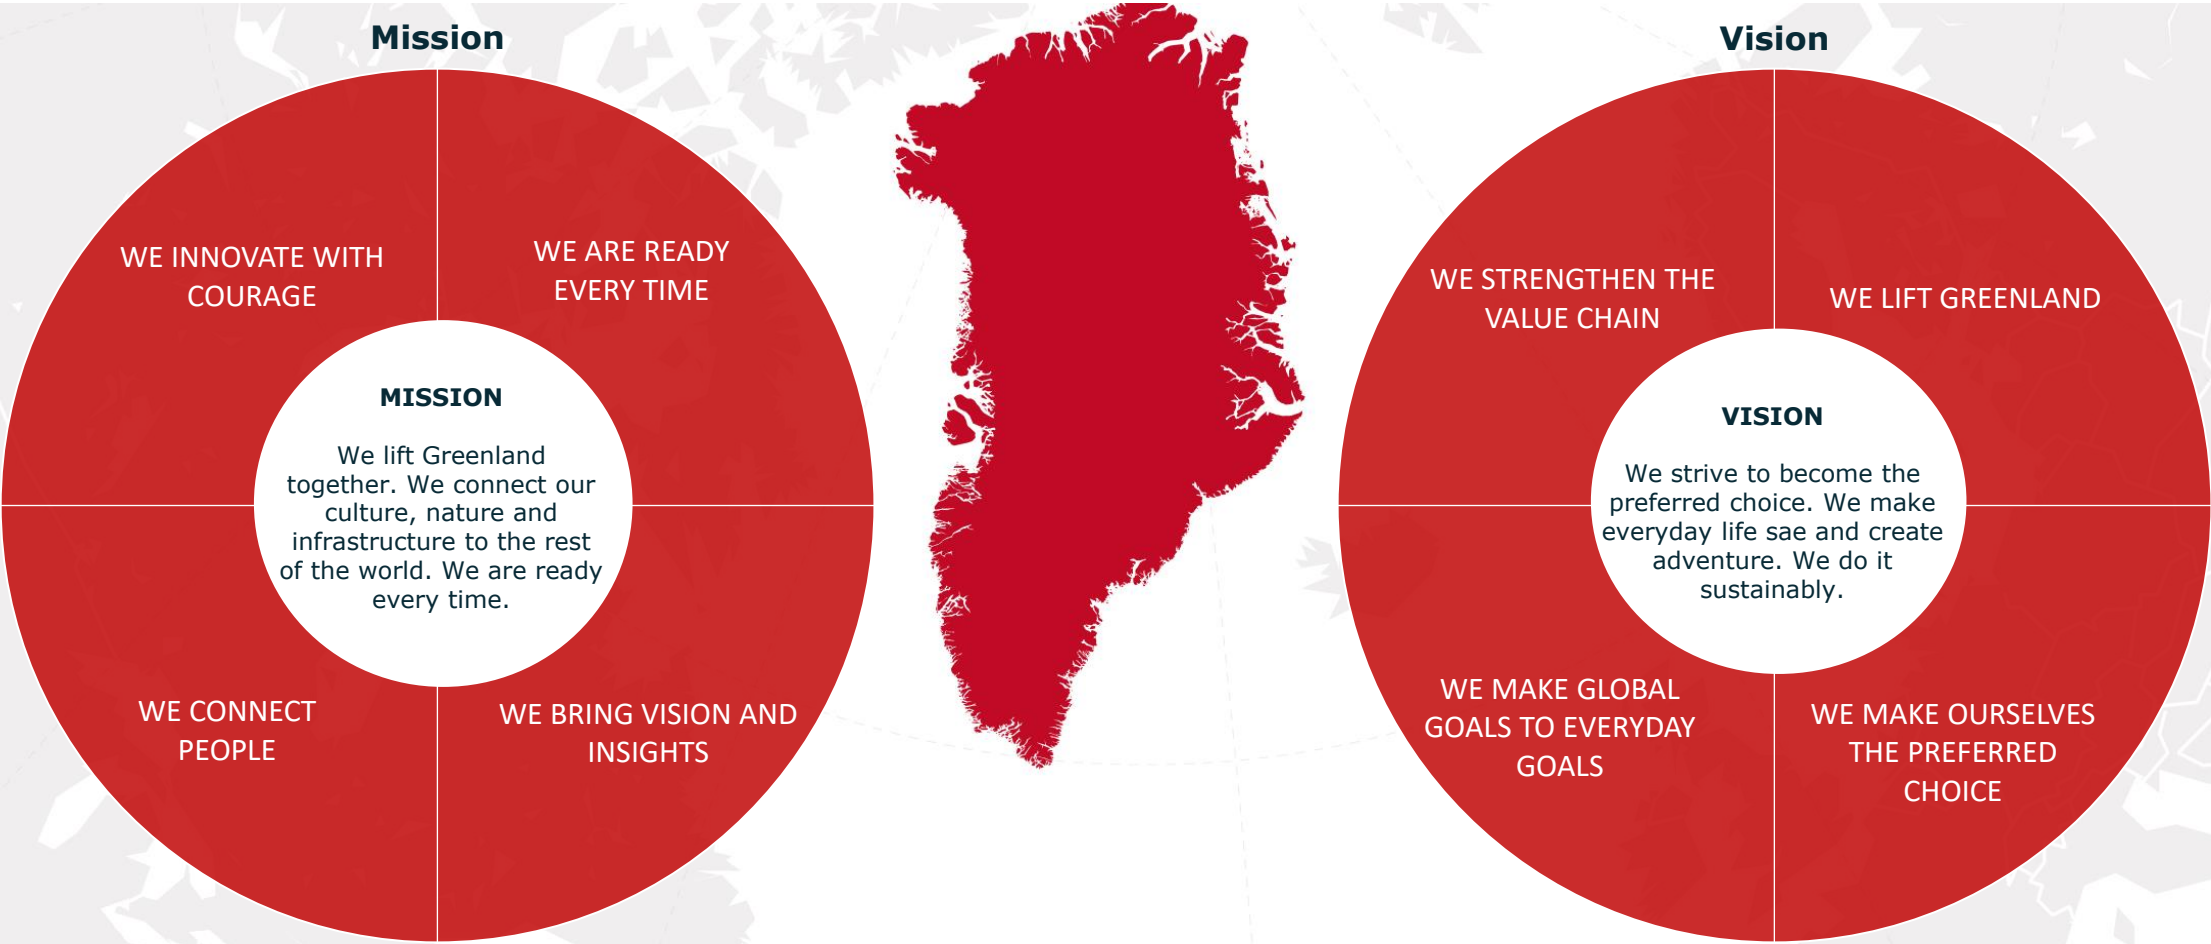 Mission
WE INNOVATE WITH
COURAGE
WE ARE READY
EVERY TIME
MISSION
We lift Greenland
together. We connect our
culture, nature and
infrastructure to the rest
of the world. We are ready
every time.
WE CONNECT
PEOPLE
WE BRING VISION AND
INSIGHTS
Vision
WE STRENGTHEN THE
VALUE CHAIN
WE LIFT GREENLAND
VISION
We strive to become the
preferred choice. We make
everyday life sae and create
adventure. We do it
sustainably.
WE MAKE GLOBAL
GOALS TO EVERYDAY
GOALS
WE MAKE OURSELVES
THE PREFERRED
CHOICE